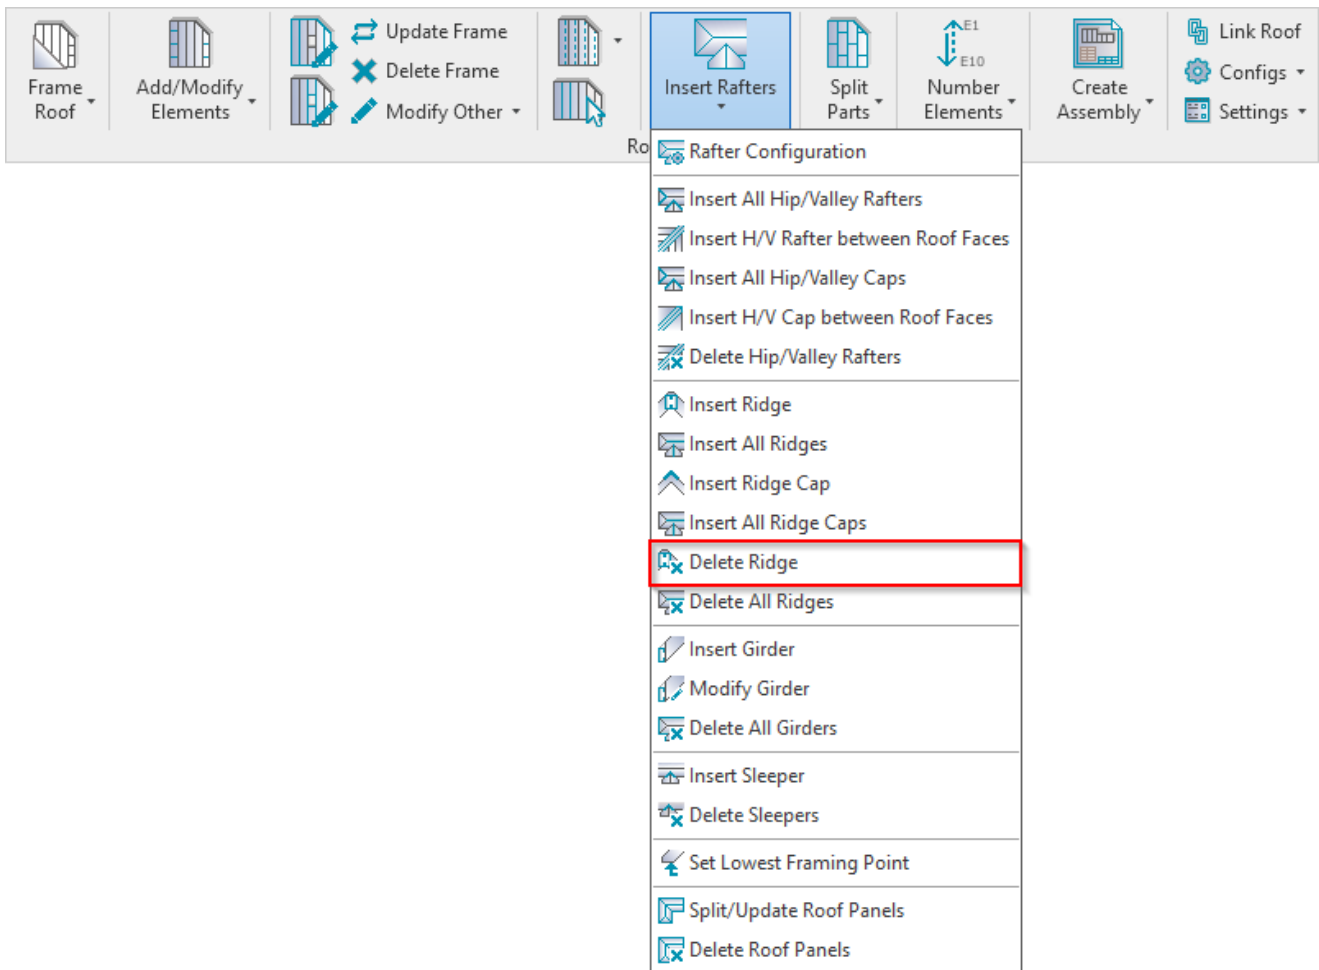 Frame
Roof
Add/Modify
Elements
Update Frame
Delete Frame
Modify Other
Insert Rafters
Split
Parts
E1
E10
Number
Elements
Create
Assembly
Link Roof
Configs
Settings
Ro
Rafter Configuration
Insert All Hip/Valley Rafters
Insert H/V Rafter between Roof Faces
Insert All Hip/Valley Caps
Insert H/V Cap between Roof Faces
Delete Hip/Valley Rafters
Insert Ridge
Insert All Ridges
Insert Ridge Cap
Insert All Ridge Caps
Delete Ridge
Delete All Ridges
Insert Girder
Modify Girder
Delete All Girders
Insert Sleeper
Delete Sleepers
Set Lowest Framing Point
Split/Update Roof Panels
Delete Roof Panels